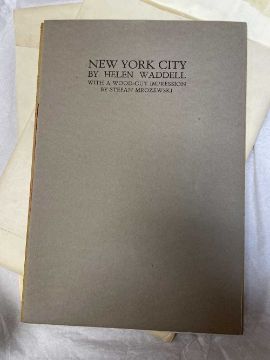 NEW YORK CITY
BY HELEN WADDELL
WITH A WOOD-CUT IMPRESSION
BY STEFAN MROZEWSKI